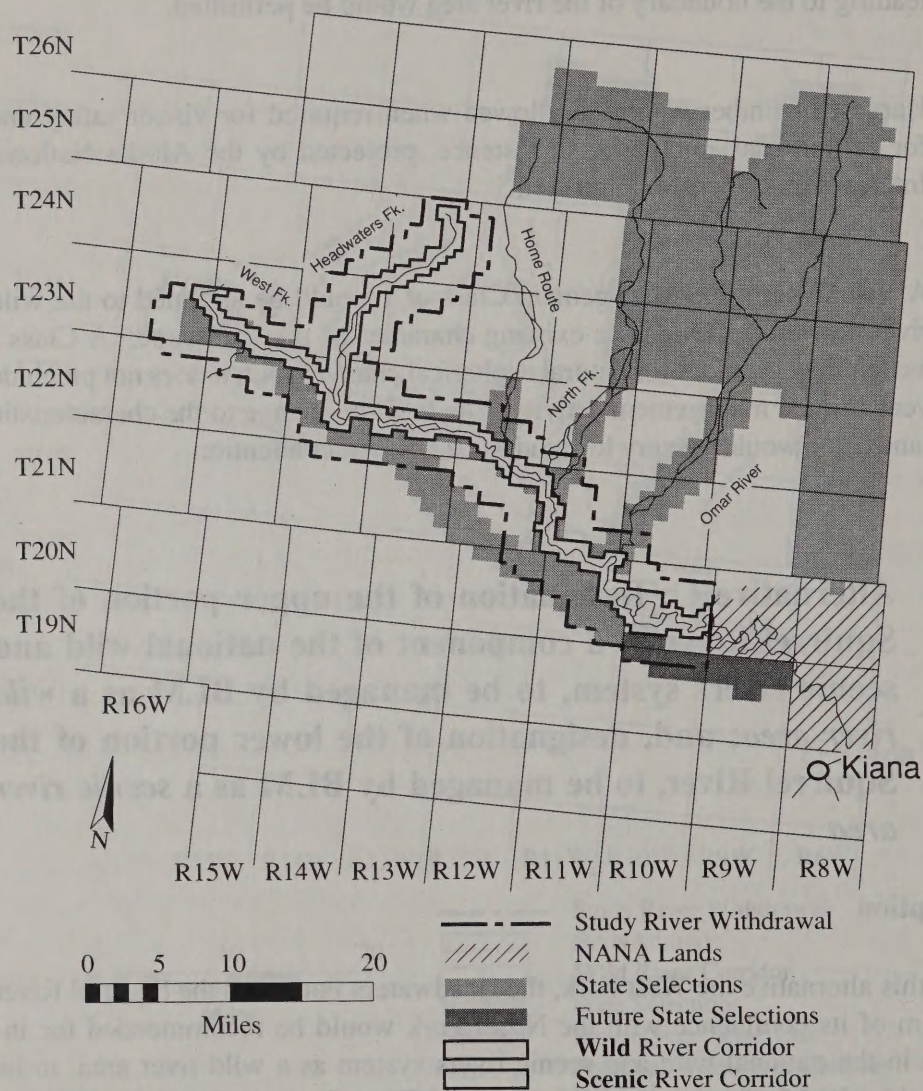 T26N
T25N
T24N
T23N
T22N
T21N
T20N
T19N
Headwaters Fk.
West Fk.
Home Route
North Fk.
Omar River
R16W
Kiana
N
R15W R14W R13W R12W R11W R10W R9W R8W
0 5 10 20
Miles
Study River Withdrawal
NANA Lands
State Selections
Future State Selections
Wild River Corridor
Scenic River Corridor